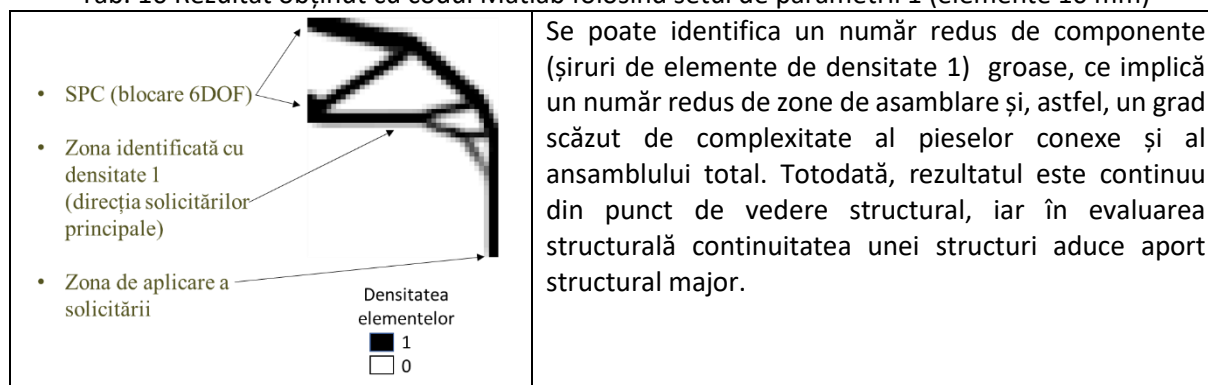 Tab. 10 Rezultat obținut cu codul Matlab folosind setul de parametrii 1 (elemente 10 mm)
• SPC (blocare 6DOF)
• Zona identificată cu
densitate 1
(direcția solicitărilor
principale)
• Zona de aplicare a
solicitării
Densitatea
elementelor
1
0
Se poate identifica un număr redus de componente
(șiruri de elemente de densitate 1) groase, ce implică
un număr redus de zone de asamblare și, astfel, un grad
scăzut de complexitate al pieselor conexe și al
ansamblului total. Totodată, rezultatul este continuu
din punct de vedere structural, iar în evaluarea
structurală continuitatea unei structuri aduce aport
structural major.